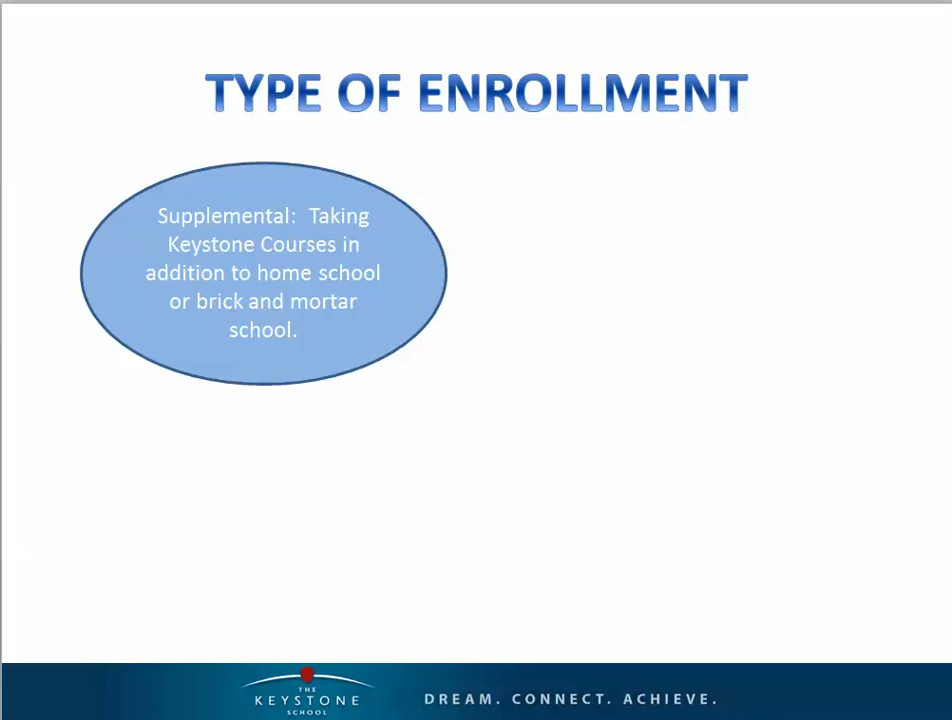 TYPE OF ENROLLMENT
Supplemental:  Taking
Keystone Courses in
addition to home school
or brick and mortar
school.
THE
KEYSTONE
SCHOOL
DREAM. CONNECT. ACHIEVE.